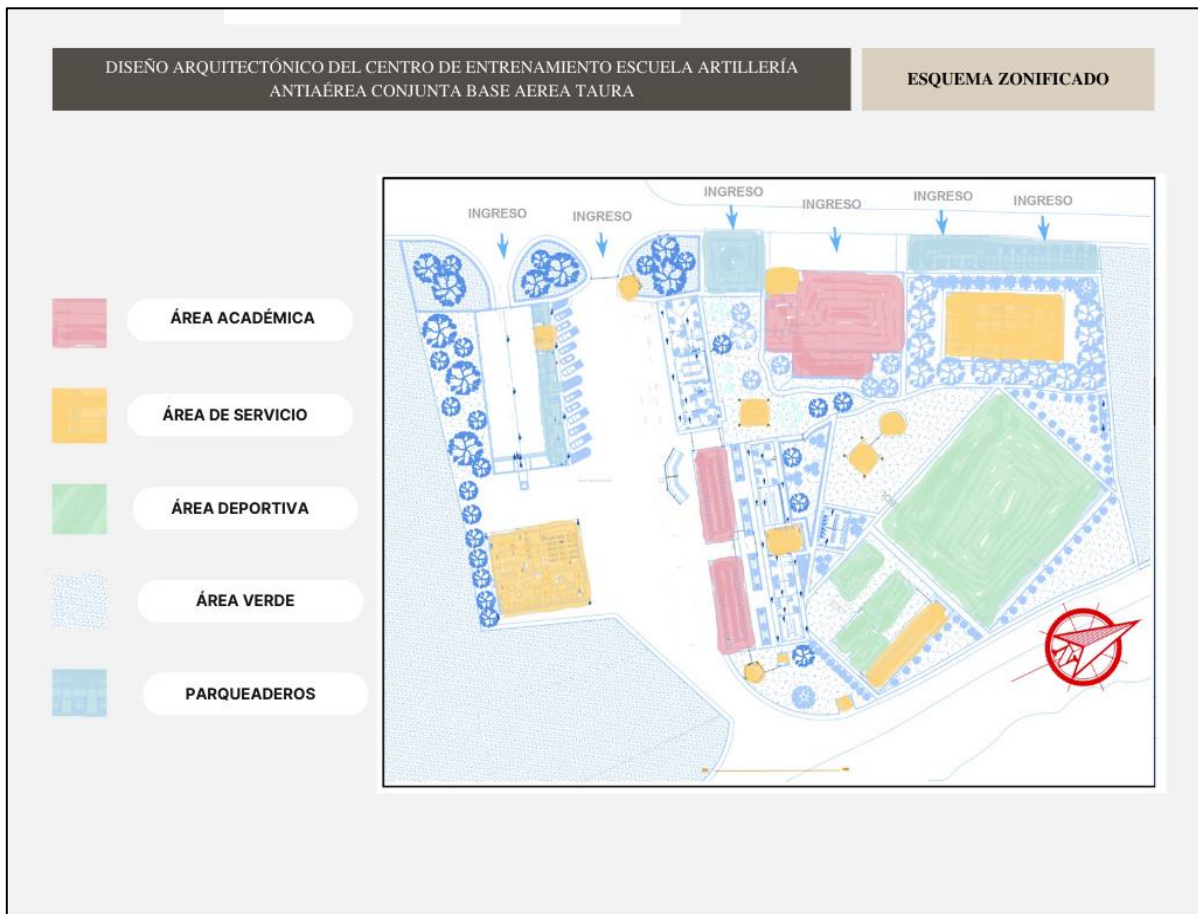 DISEÑO ARQUITECTÓNICO DEL CENTRO DE ENTRENAMIENTO ESCUELA ARTILLERÍA
ANTIAÉREA CONJUNTA BASE AEREA TAURA
ESQUEMA ZONIFICADO
INGRESO
INGRESO
INGRESO
INGRESO
INGRESO
INGRESO
ÁREA ACADÉMICA
ÁREA DE SERVICIO
ÁREA DEPORTIVA
ÁREA VERDE
PARQUEADEROS